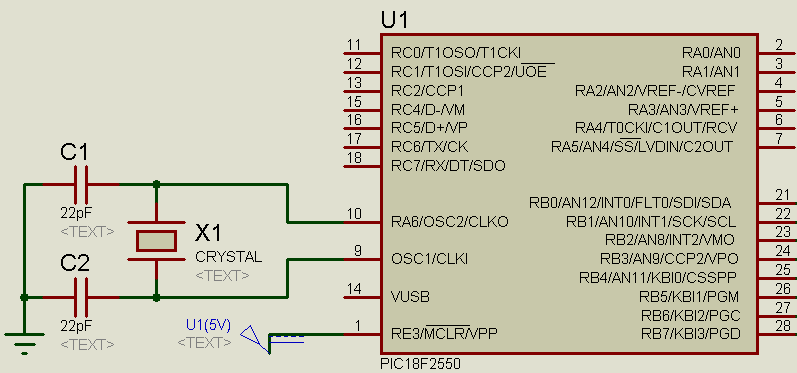 U1
11 RC0/T1OSO/T1CKI RA0/AN0 2
12 RC1/T1OSI/CCP2/UOE RA1/AN1 3
13 RC2/CCP1 RA2/AN2/VREF-/CVREF 4
15 RC4/D-/VM RA3/AN3/VREF+ 5
16 RC5/D+/VP RA4/T0CKI/C1OUT/RCV 6
17 RC6/TX/CK RA5/AN4/SS/LVDIN/C2OUT 7
18 RC7/RX/DT/SDO
RB0/AN12/INT0/FLT0/SDI/SDA 21
10 RA6/OSC2/CLKO RB1/AN10/INT1/SCK/SCL 22
RB2/AN8/INT2/VMO 23
9 OSC1/CLKI RB3/AN9/CCP2/VPO 24
RB4/AN11/KBI0/CSSPP 25
14 VUSB RB5/KBI1/PGM 26
RB6/KBI2/PGC 27
1 RE3/MCLR/VPP RB7/KBI3/PGD 28
PIC18F2550
C1
22pF
<TEXT>
X1
CRYSTAL
<TEXT>
C2
22pF
<TEXT>
U1(5V)
<TEXT>